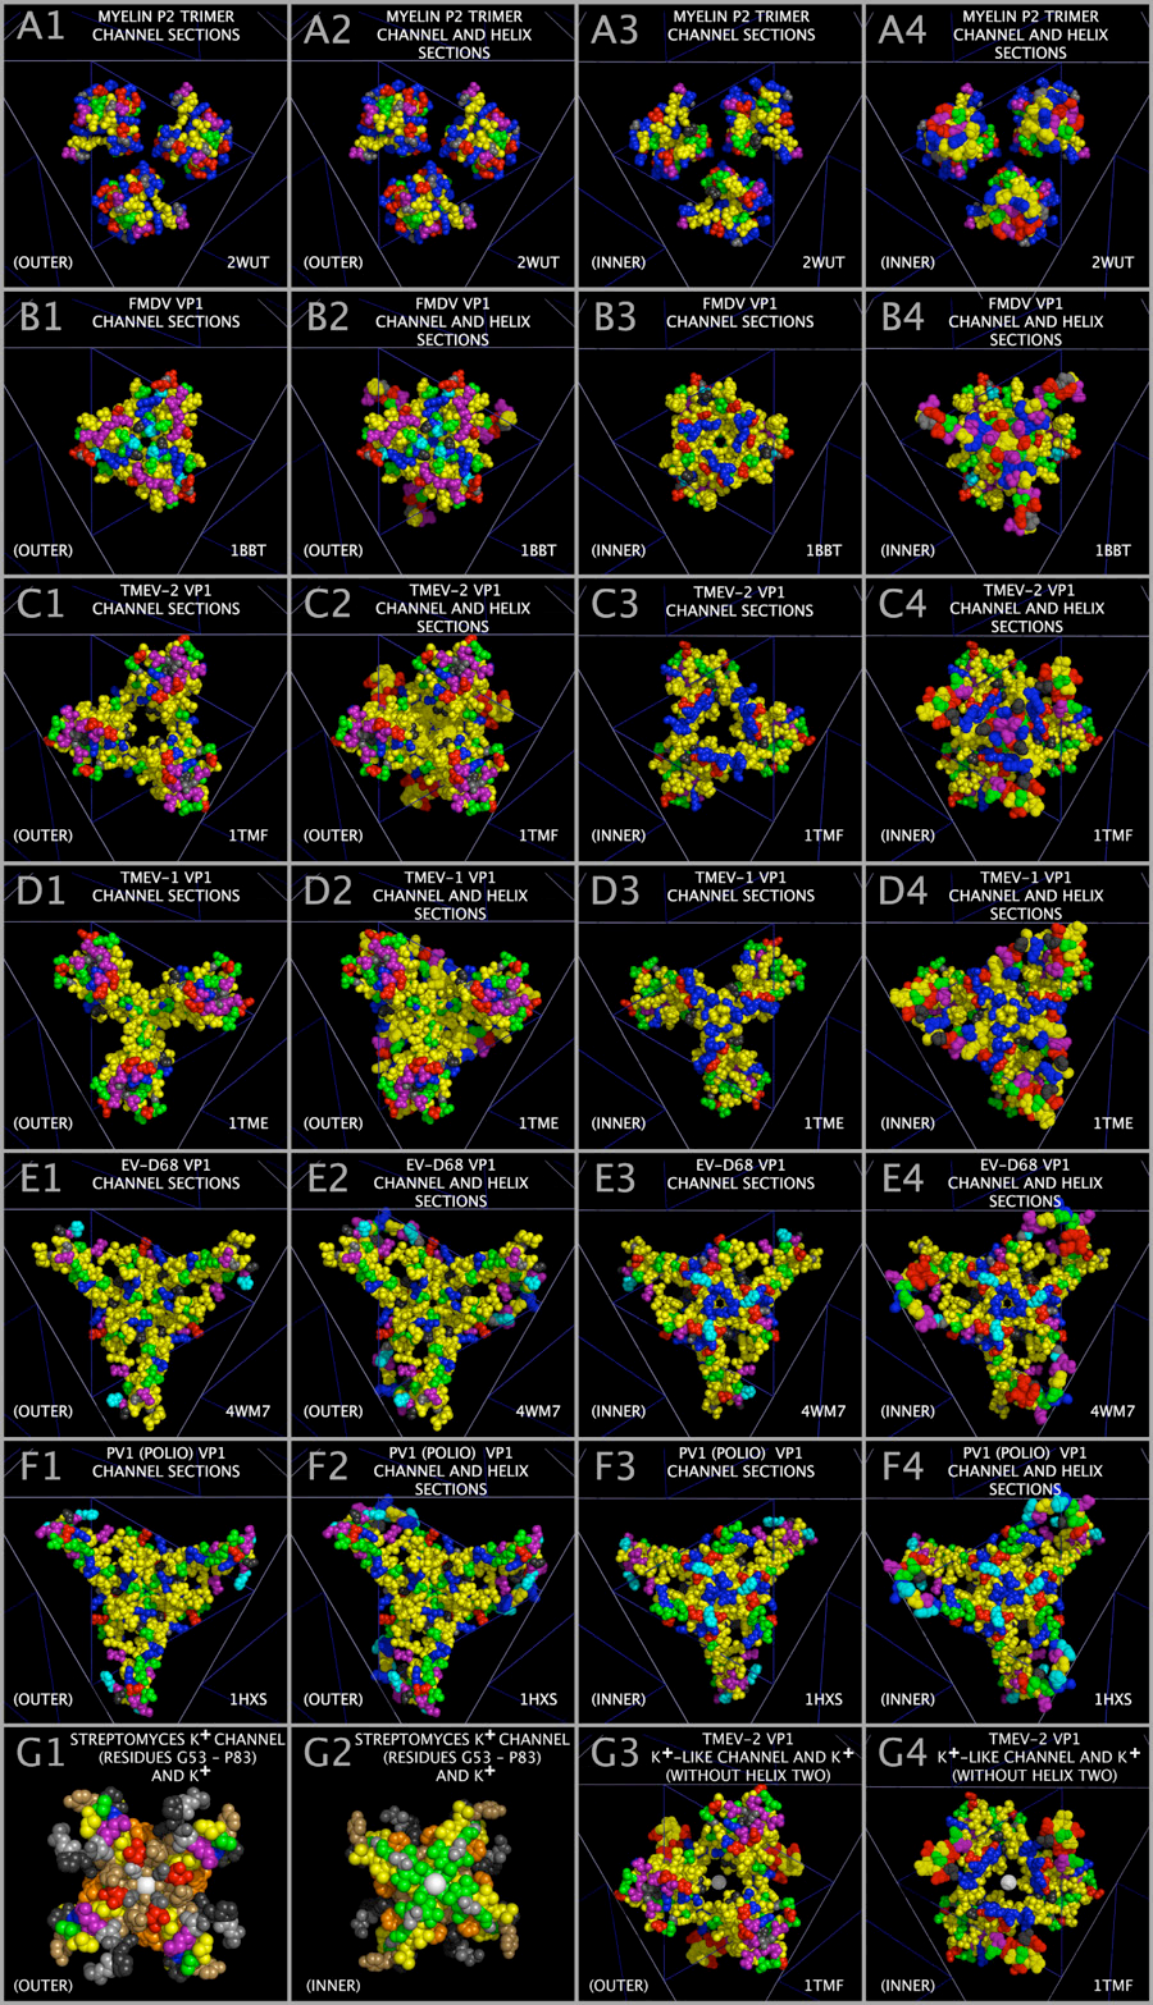 A1
MYELIN P2 TRIMER
CHANNEL SECTIONS
(OUTER)
2WUT
A2
MYELIN P2 TRIMER
CHANNEL AND HELIX
SECTIONS
(OUTER)
2WUT
A3
MYELIN P2 TRIMER
CHANNEL SECTIONS
(INNER)
2WUT
A4
MYELIN P2 TRIMER
CHANNEL AND HELIX
SECTIONS
(INNER)
2WUT
B1
FMDV VP1
CHANNEL SECTIONS
(OUTER)
1BBT
B2
FMDV VP1
CHANNEL AND HELIX
SECTIONS
(OUTER)
1BBT
B3
FMDV VP1
CHANNEL SECTIONS
(INNER)
1BBT
B4
FMDV VP1
CHANNEL AND HELIX
SECTIONS
(INNER)
1BBT
C1
TMEV-2 VP1
CHANNEL SECTIONS
(OUTER)
1TMF
C2
TMEV-2 VP1
CHANNEL AND HELIX
SECTIONS
(OUTER)
1TMF
C3
TMEV-2 VP1
CHANNEL SECTIONS
(INNER)
1TMF
C4
TMEV-2 VP1
CHANNEL AND HELIX
SECTIONS
(INNER)
1TMF
D1
TMEV-1 VP1
CHANNEL SECTIONS
(OUTER)
1TME
D2
TMEV-1 VP1
CHANNEL AND HELIX
SECTIONS
(OUTER)
1TME
D3
TMEV-1 VP1
CHANNEL SECTIONS
(INNER)
1TME
D4
TMEV-1 VP1
CHANNEL AND HELIX
SECTIONS
(INNER)
1TME
E1
EV-D68 VP1
CHANNEL SECTIONS
(OUTER)
4WM7
E2
EV-D68 VP1
CHANNEL AND HELIX
SECTIONS
(OUTER)
4WM7
E3
EV-D68 VP1
CHANNEL SECTIONS
(INNER)
4WM7
E4
EV-D68 VP1
CHANNEL AND HELIX
SECTIONS
(INNER)
4WM7
F1
PV1 (POLIO) VP1
CHANNEL SECTIONS
(OUTER)
1HXS
F2
PV1 (POLIO) VP1
CHANNEL AND HELIX
SECTIONS
(OUTER)
1HXS
F3
PV1 (POLIO) VP1
CHANNEL SECTIONS
(INNER)
1HXS
F4
PV1 (POLIO) VP1
CHANNEL AND HELIX
SECTIONS
(INNER)
1HXS
G1
STREPTOMYCES K+ CHANNEL
(RESIDUES G53 - P83)
AND K+
(OUTER)
G2
STREPTOMYCES K+ CHANNEL
(RESIDUES G53 - P83)
AND K+
(INNER)
G3
TMEV-2 VP1
K+-LIKE CHANNEL AND K+
(WITHOUT HELIX TWO)
(OUTER)
1TMF
G4
TMEV-2 VP1
K+-LIKE CHANNEL AND K+
(WITHOUT HELIX TWO)
(INNER)
1TMF